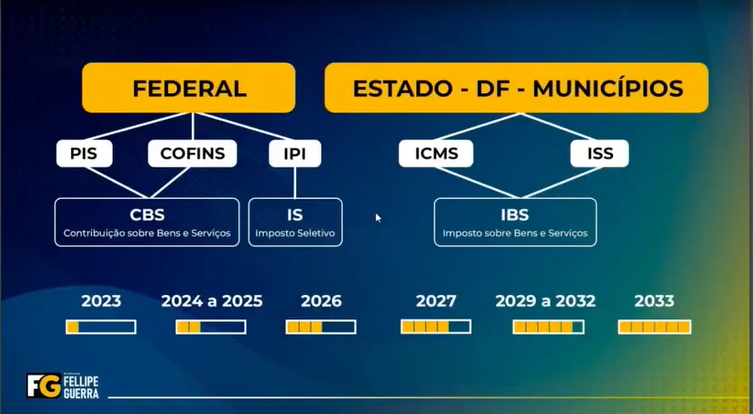 FEDERAL
ESTADO - DF - MUNICÍPIOS
PIS
COFINS
IPI
ICMS
ISS
CBS
Contribuição sobre Bens e Serviços
IS
Imposto Seletivo
IBS
Imposto sobre Bens e Serviços
2023
2024 a 2025
2026
2027
2029 a 2032
2033
FG
FELLIPE
GUERRA